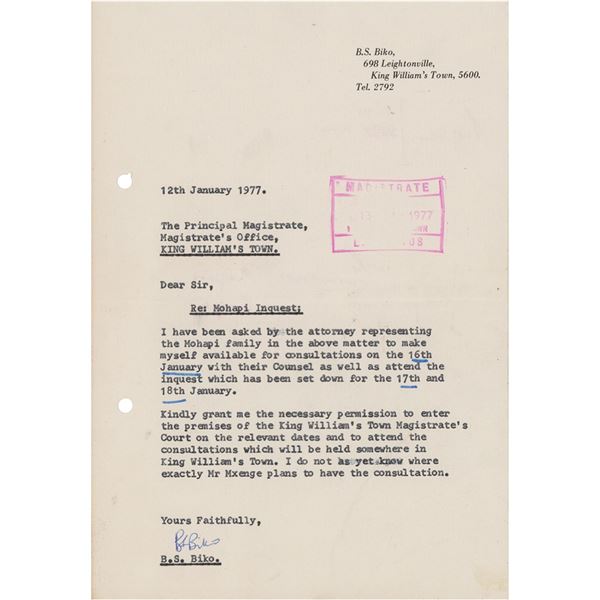 B.S. Biko,
698 Leightonville,
King William's Town, 5600.
Tel. 2792
12th January 1977.
MAGISTRATE
1977
The Principal Magistrate,
Magistrate's Office,
KING WILLIAM'S TOWN.
Dear Sir,
Re: Mohapi Inquest;
I have been asked by the attorney representing
the Mohapi family in the above matter to make
myself available for consultations on the 16th
January with their Counsel as well as attend the
inquest which has been set down for the 17th and
18th January.
Kindly grant me the necessary permission to enter
the premises of the King William's Town Magistrate's
Court on the relevant dates and to attend the
consultations which will be held somewhere in
King William's Town. I do not as yet know where
exactly Mr Mxenge plans to have the consultation.
Yours Faithfully,
BSBiko
B.S. Biko.